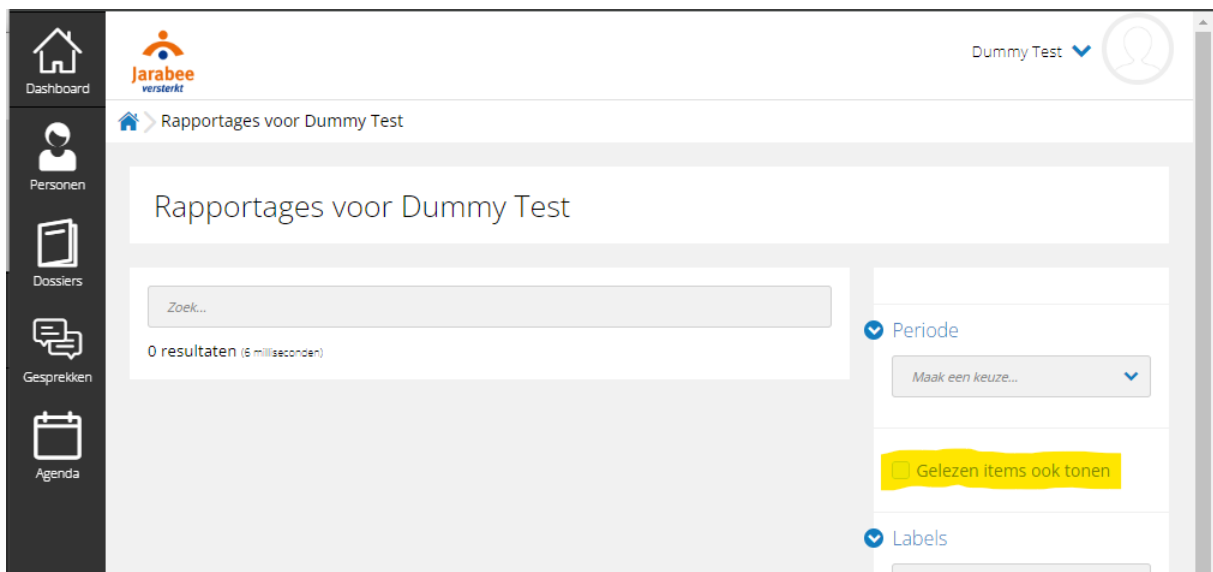 Dashboard
Personen
Dossiers
Gesprekken
Agenda
Jarabee
versterkt
Dummy Test
Rapportages voor Dummy Test
Rapportages voor Dummy Test
Zoek...
0 resultaten (6 milliseconden)
Periode
Maak een keuze...
Gelezen items ook tonen
Labels